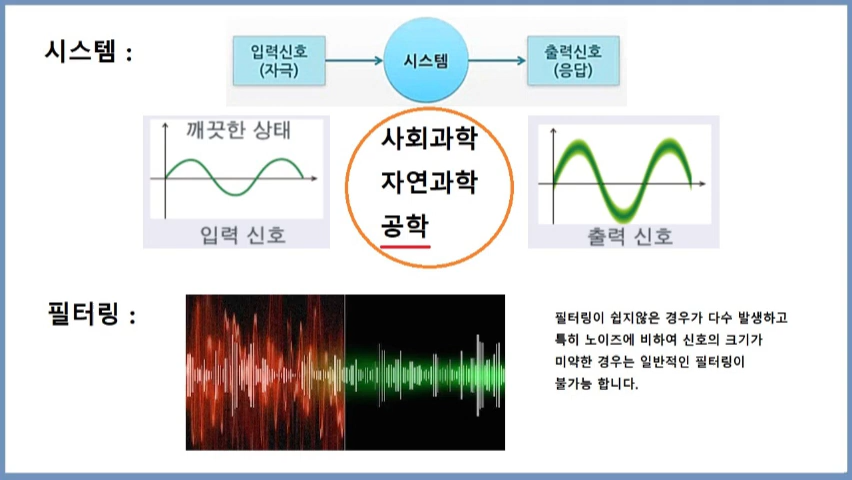 시스템 :
입력신호
(자극)
시스템
출력신호
(응답)
깨끗한 상태
입력 신호
사회과학
자연과학
공학
출력 신호
필터링 :
필터링이 쉽지않은 경우가 다수 발생하고
특히 노이즈에 비하여 신호의 크기가
미약한 경우는 일반적인 필터링이
불가능 합니다.